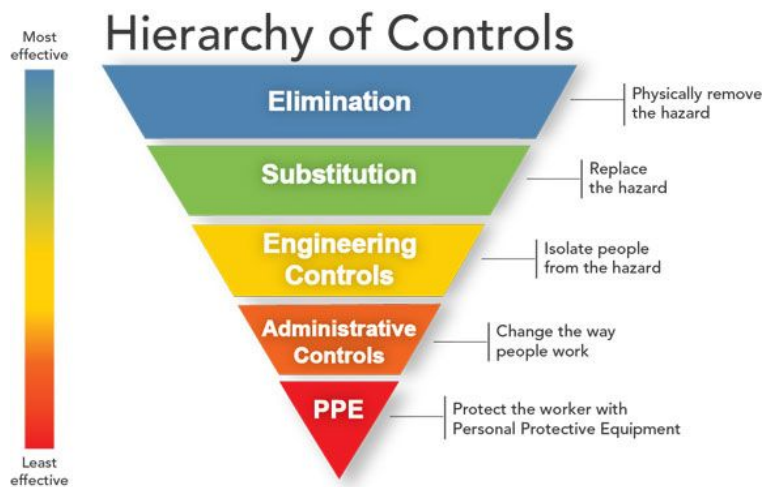 Hierarchy of Controls
Most
effective
Elimination
Physically remove
the hazard
Substitution
Replace
the hazard
Engineering
Controls
Isolate people
from the hazard
Administrative
Controls
Change the way
people work
PPE
Protect the worker with
Personal Protective Equipment
Least
effective